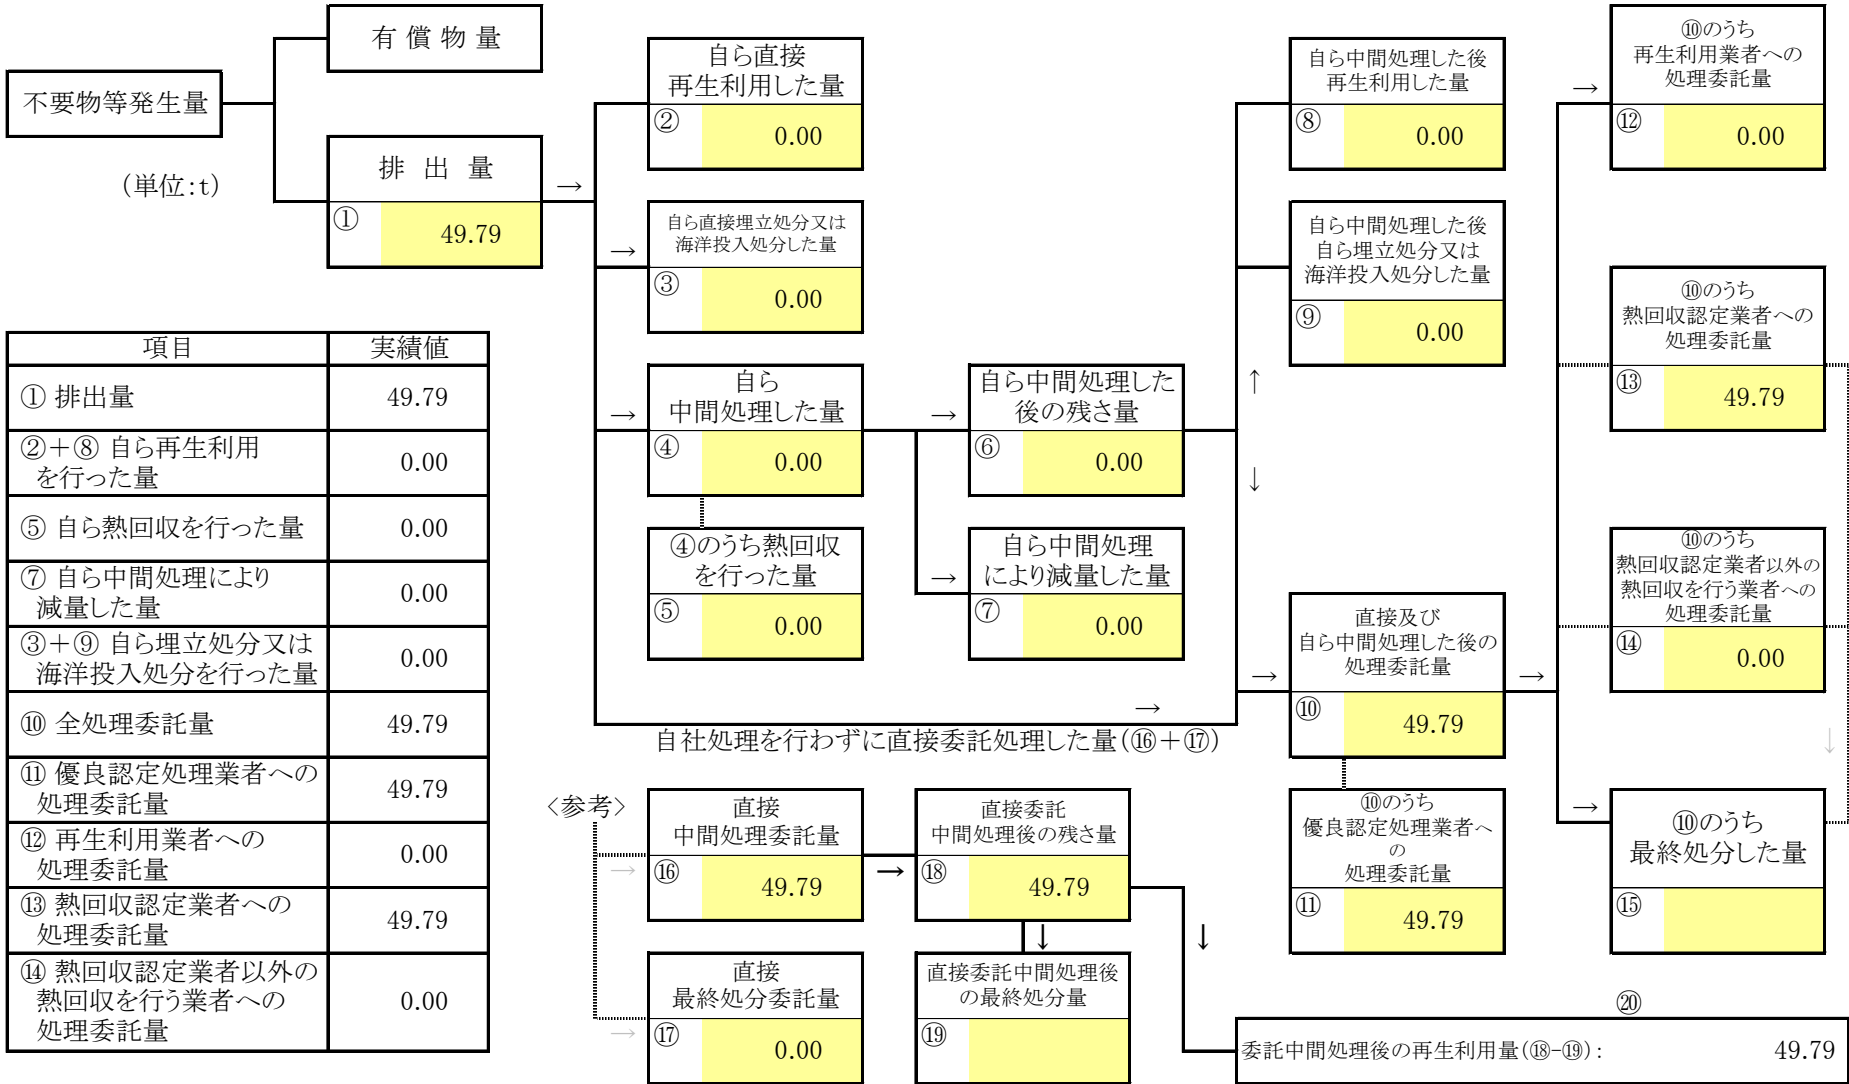 有 償 物 量
不要物等発生量
(単位:t)
排 出 量
→
①
49.79
自ら直接
再生利用した量
②
0.00
→
自ら直接埋立処分又は
海洋投入処分した量
③
0.00
→
自ら
中間処理した量
④
0.00
④のうち熱回収
を行った量
⑤
0.00
→
自ら中間処理した
後の残さ量
⑥
0.00
→
自ら中間処理
により減量した量
⑦
0.00
自ら中間処理した後
再生利用した量
⑧
0.00
自ら中間処理した後
自ら埋立処分又は
海洋投入処分した量
⑨
0.00
↑
↓
→
自社処理を行わずに直接委託処理した量(⑯+⑰)
→
直接及び
自ら中間処理した後の
処理委託量
⑩
49.79
⑩のうち
優良認定処理業者へ
の
処理委託量
⑪
49.79
→
→
⑩のうち
再生利用業者への
処理委託量
⑫
0.00
⑩のうち
熱回収認定業者への
処理委託量
⑬
49.79
⑩のうち
熱回収認定業者以外の
熱回収を行う業者への
処理委託量
⑭
0.00
↓
→
⑩のうち
最終処分した量
⑮
項目 実績値
① 排出量 49.79
②+⑧ 自ら再生利用
を行った量 0.00
⑤ 自ら熱回収を行った量 0.00
⑦ 自ら中間処理により
減量した量 0.00
③+⑨ 自ら埋立処分又は
海洋投入処分を行った量 0.00
⑩ 全処理委託量 49.79
⑪ 優良認定処理業者への
処理委託量 49.79
⑫ 再生利用業者への
処理委託量 0.00
⑬ 熱回収認定業者への
処理委託量 49.79
⑭ 熱回収認定業者以外の
熱回収を行う業者への
処理委託量 0.00
<参考>
→
直接
中間処理委託量
⑯
49.79
→
直接委託
中間処理後の残さ量
⑱
49.79
↓
↓
→
直接
最終処分委託量
⑰
0.00
直接委託中間処理後
の最終処分量
⑲
⑳
委託中間処理後の再生利用量(⑱-⑲): 49.79